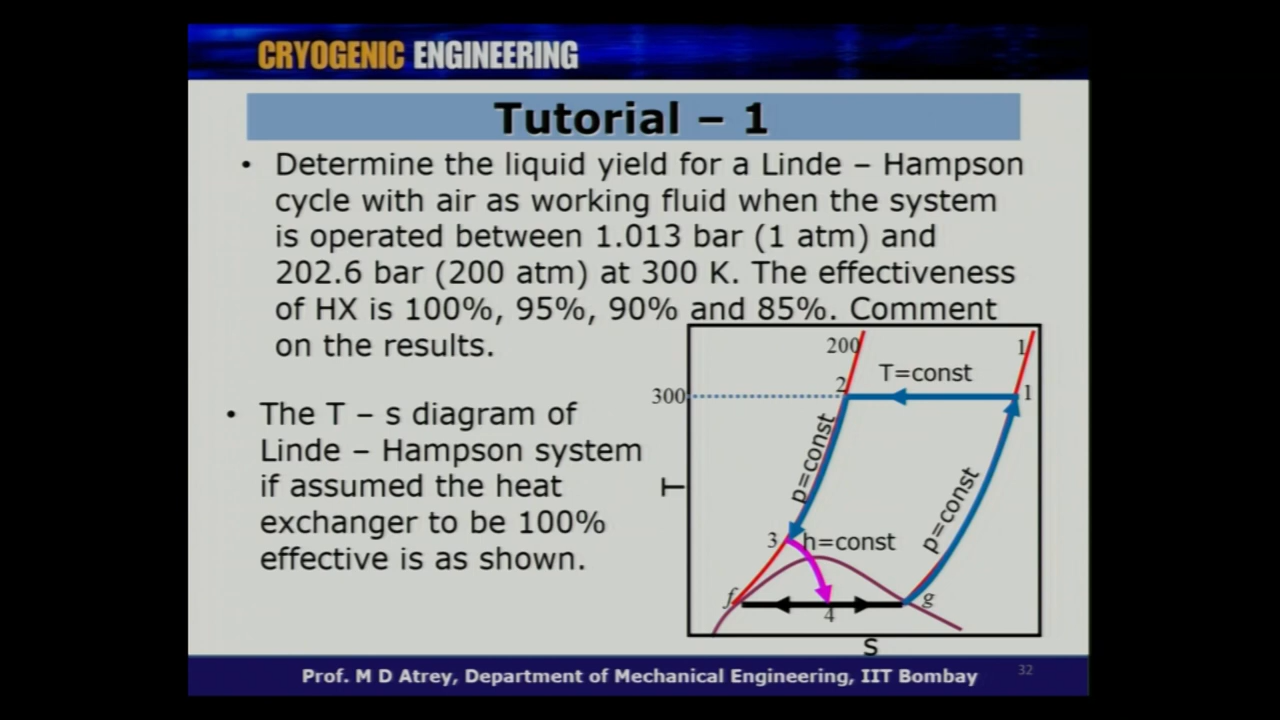 CRYOGENIC ENGINEERING
Tutorial – 1
• Determine the liquid yield for a Linde – Hampson
cycle with air as working fluid when the system
is operated between 1.013 bar (1 atm) and
202.6 bar (200 atm) at 300 K. The effectiveness
of HX is 100%, 95%, 90% and 85%. Comment
on the results.
• The T – s diagram of
Linde – Hampson system
if assumed the heat
exchanger to be 100%
effective is as shown.
200
1
T=const
2
300
1
p=const
p=const
T
3
h=const
f
g
4
s
Prof. M D Atrey, Department of Mechanical Engineering, IIT Bombay
32